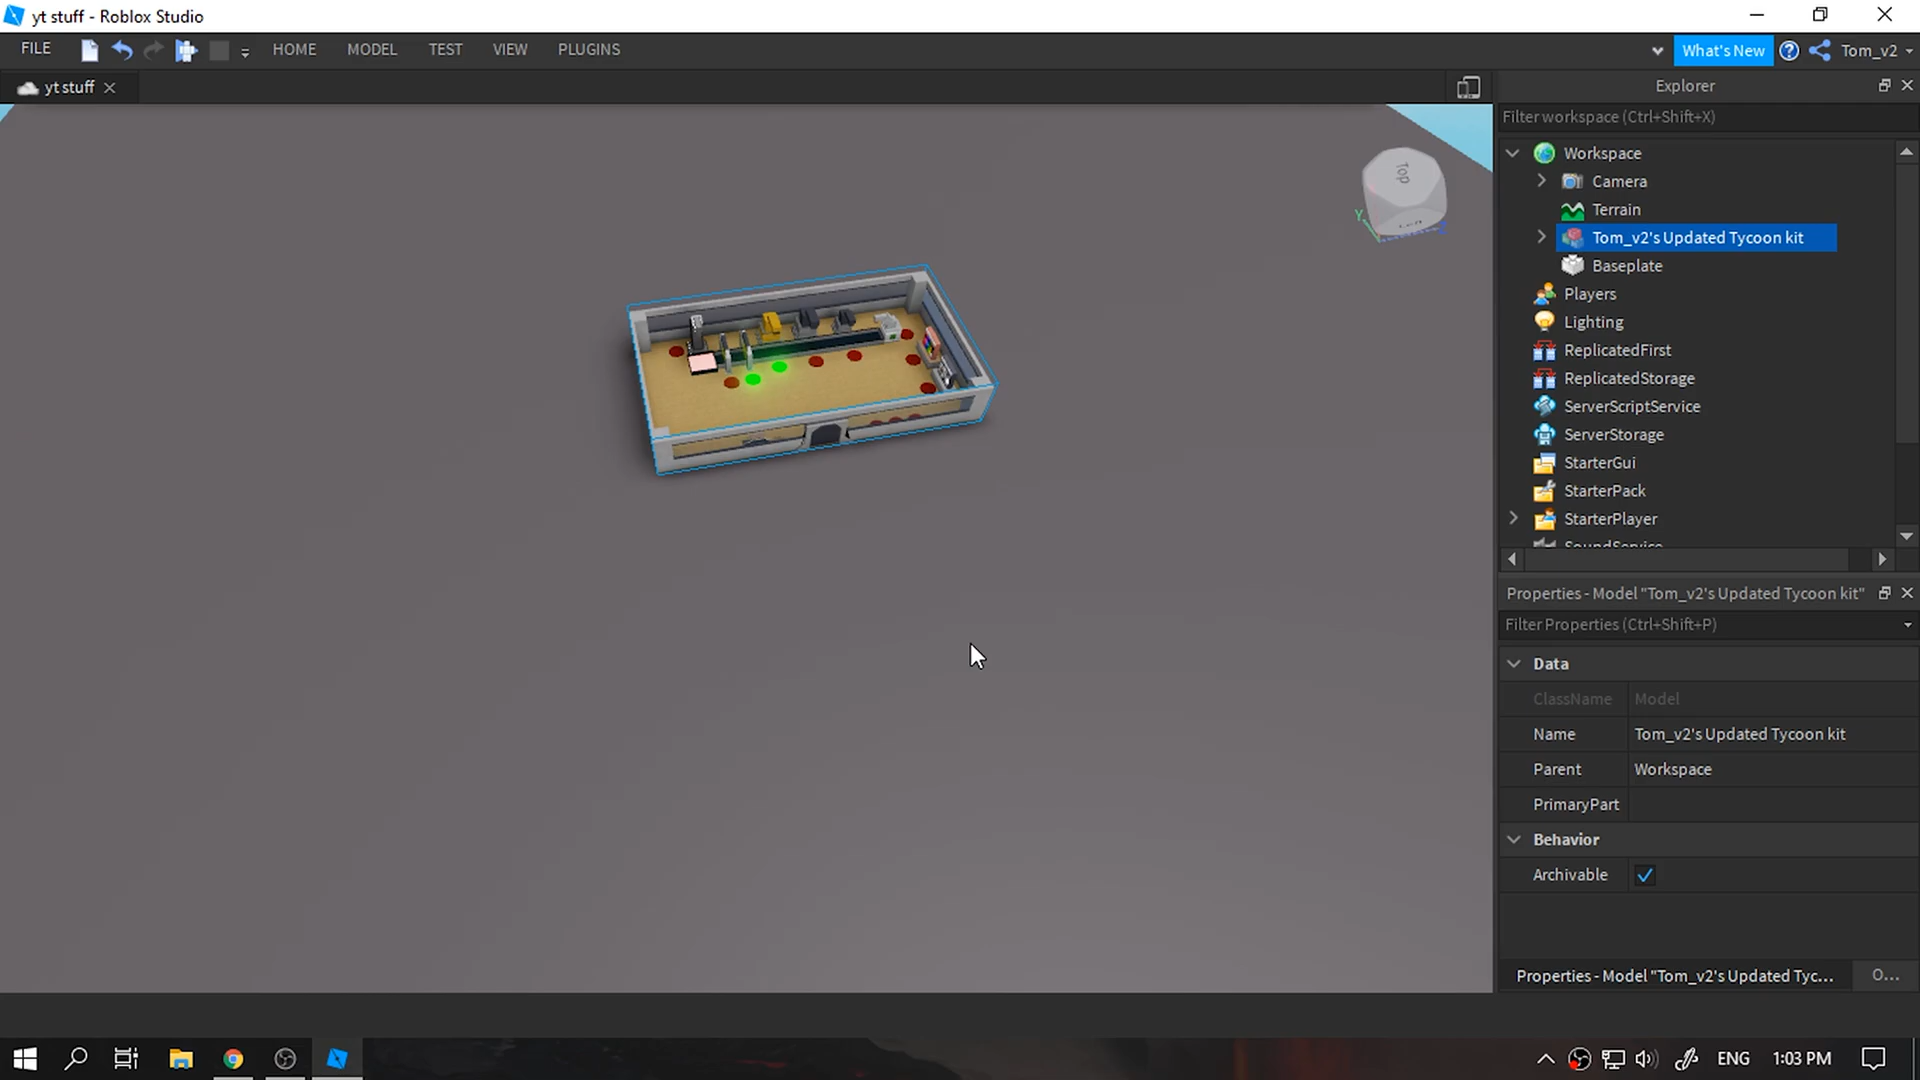 yt stuff - Roblox Studio
FILE
HOME
MODEL
TEST
VIEW
PLUGINS
What's New
Tom_v2
yt stuff
Explorer
Filter workspace (Ctrl+Shift+X)
Workspace
Camera
Terrain
Tom_v2's Updated Tycoon kit
Baseplate
Players
Lighting
ReplicatedFirst
ReplicatedStorage
ServerScriptService
ServerStorage
StarterGui
StarterPack
StarterPlayer
SoundService
Top
Left
Y
Properties - Model "Tom_v2's Updated Tycoon kit"
Filter Properties (Ctrl+Shift+P)
Data
ClassName Model
Name Tom_v2's Updated Tycoon kit
Parent Workspace
PrimaryPart
Behavior
Archivable
Properties - Model "Tom_v2's Updated Tyc...
O...
ENG
1:03 PM